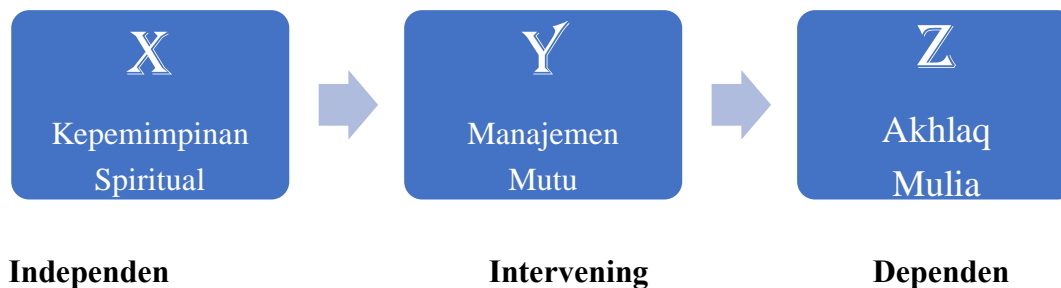 X
Kepemimpinan
Spiritual
Y
Manajemen
Mutu
Z
Akhlaq
Mulia
Independen
Intervening
Dependen